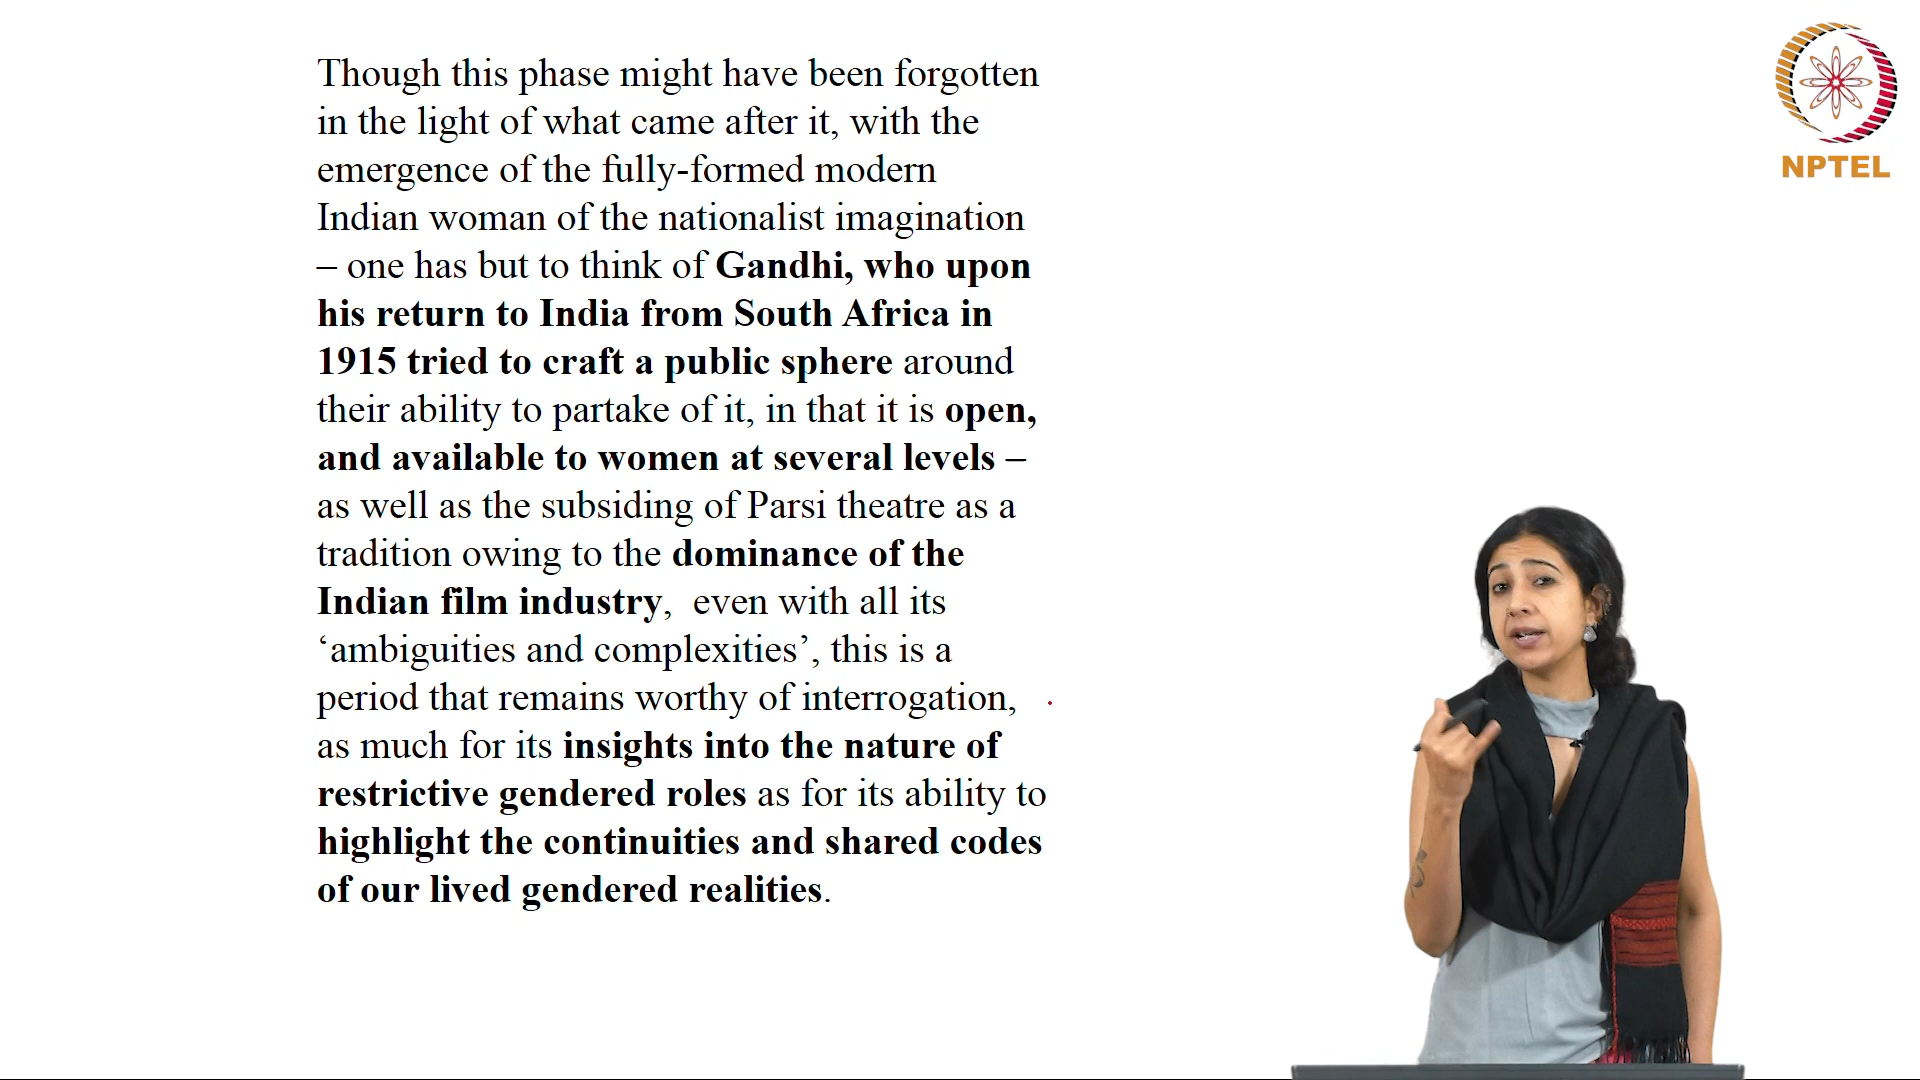 Though this phase might have been forgotten
in the light of what came after it, with the
emergence of the fully-formed modern
Indian woman of the nationalist imagination
– one has but to think of Gandhi, who upon
his return to India from South Africa in
1915 tried to craft a public sphere around
their ability to partake of it, in that it is open,
and available to women at several levels –
as well as the subsiding of Parsi theatre as a
tradition owing to the dominance of the
Indian film industry,  even with all its
‘ambiguities and complexities’, this is a
period that remains worthy of interrogation,
as much for its insights into the nature of
restrictive gendered roles as for its ability to
highlight the continuities and shared codes
of our lived gendered realities.
NPTEL